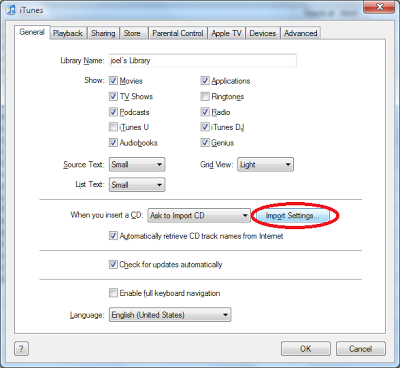 iTunes
General Playback Sharing Store Parental Control Apple TV Devices Advanced
Library Name: joel's Library
Show: Movies Applications
TV Shows Ringtones
Podcasts Radio
iTunes U iTunes DJ
Audiobooks Genius
Source Text: Small Grid View: Light
List Text: Small
When you insert a CD: Ask to Import CD Import Settings...
Automatically retrieve CD track names from Internet
Check for updates automatically
Enable full keyboard navigation
Language: English (United States)
? OK Cancel